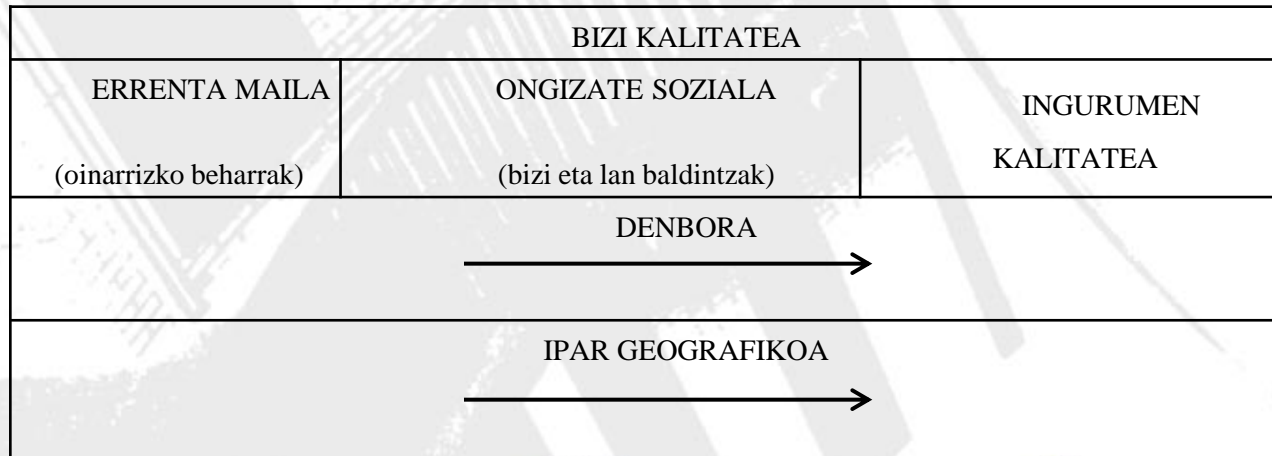 BIZI KALITATEA
ERRENTA MAILA
(oinarrizko beharrak)
ONGIZATE SOZIALA
(bizi eta lan baldintzak)
INGURUMEN
KALITATEA
DENBORA
IPAR GEOGRAFIKOA